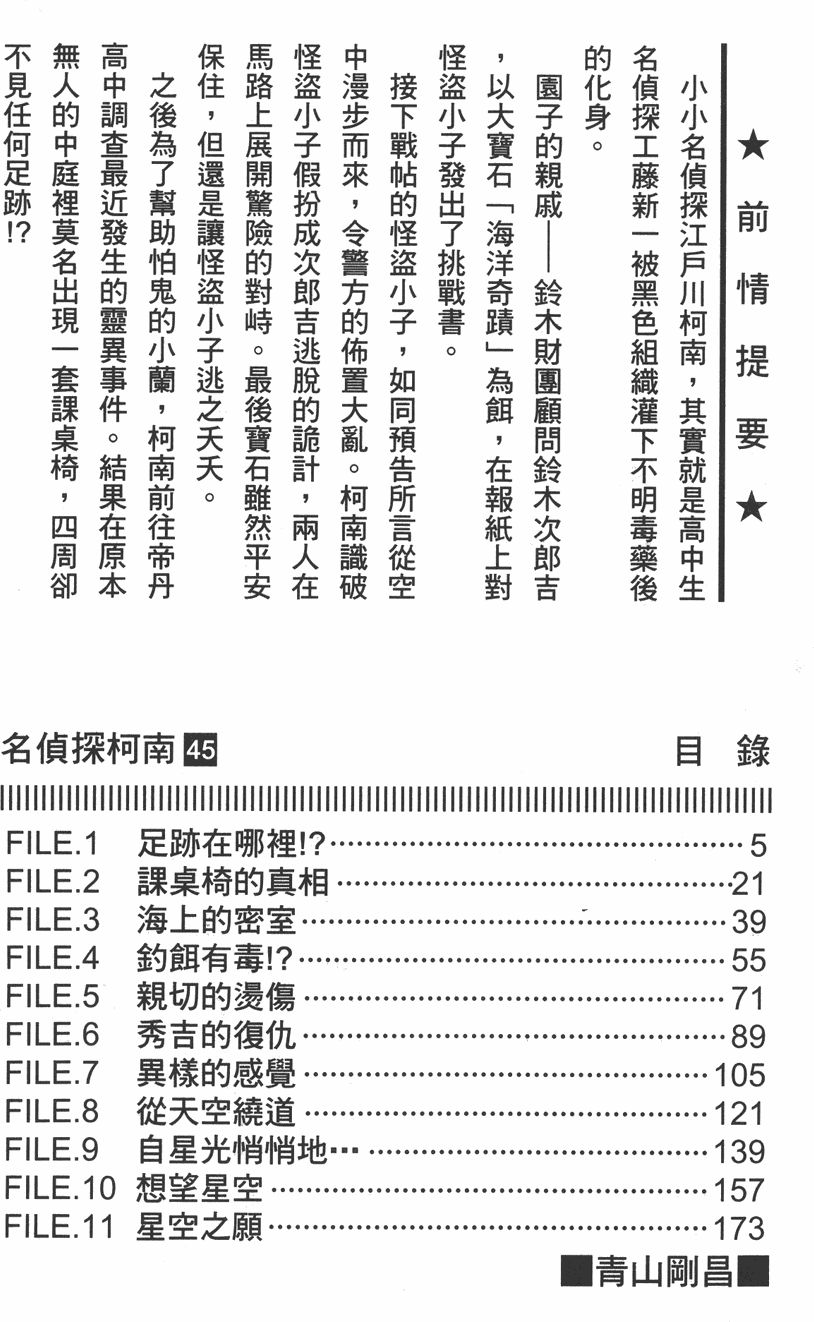 ★前情提要★
小小名偵探江戶川柯南，其實就是高中生
名偵探工藤新一被黑色組織灌下不明毒藥後
的化身。
園子的親戚——鈴木財團顧問鈴木次郎吉
，以大寶石「海洋奇蹟」為餌，在報紙上對
怪盜小子發出了挑戰書。
接下戰帖的怪盜小子，如同預告所言從空
中漫步而來，令警方的佈置大亂。柯南識破
怪盜小子假扮成次郎吉逃脫的詭計，兩人在
馬路上展開驚險的對峙。最後寶石雖然平安
保住，但還是讓怪盜小子逃之夭夭。
之後為了幫助怕鬼的小蘭，柯南前往帝丹
高中調查最近發生的靈異事件。結果在原本
無人的中庭裡莫名出現一套課桌椅，四周卻
不見任何足跡!?
名偵探柯南45 目 錄
FILE.1 足跡在哪裡!?⋯⋯⋯5
FILE.2 課桌椅的真相⋯⋯⋯21
FILE.3 海上的密室⋯⋯⋯39
FILE.4 釣餌有毒!?⋯⋯⋯55
FILE.5 親切的燙傷⋯⋯⋯71
FILE.6 秀吉的復仇⋯⋯⋯89
FILE.7 異樣的感覺⋯⋯⋯105
FILE.8 從天空繞道⋯⋯⋯121
FILE.9 自星光悄悄地⋯ ⋯⋯⋯139
FILE.10 想望星空⋯⋯⋯157
FILE.11 星空之願⋯⋯⋯173
■青山剛昌■